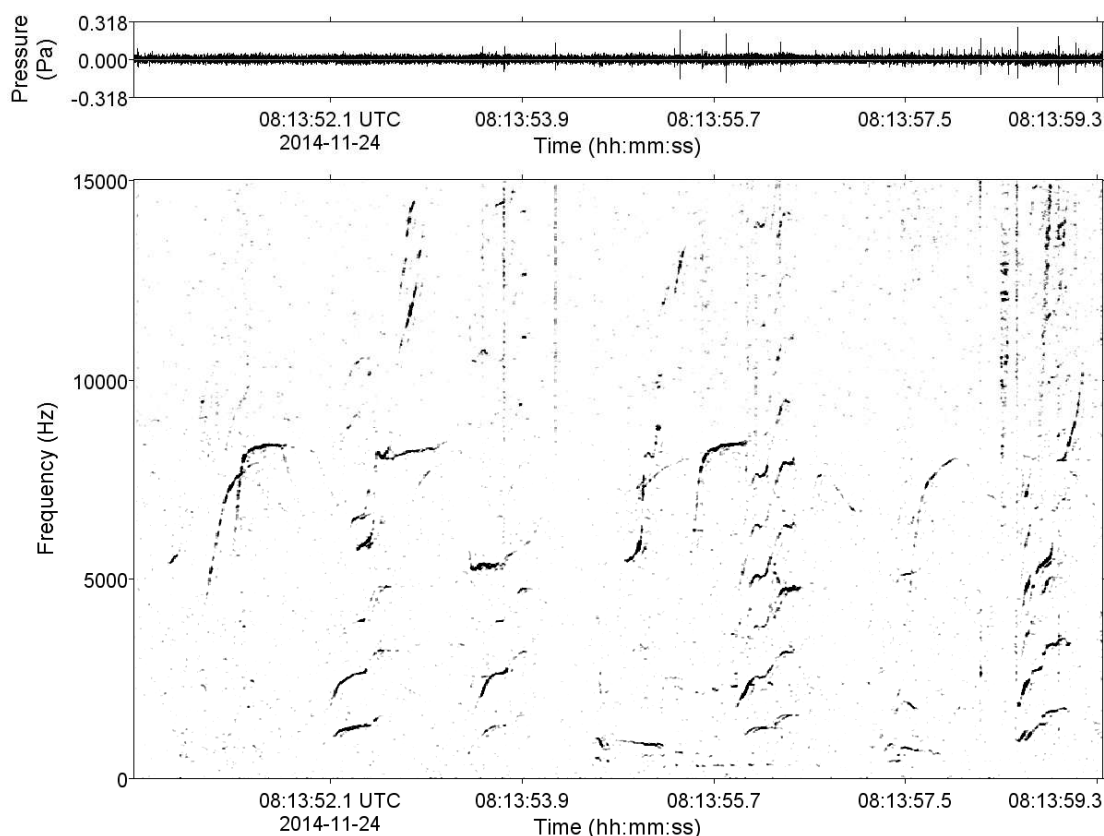 0.318
0.000
-0.318
Pressure
(Pa)
08:13:52.1 UTC
2014-11-24
08:13:53.9
08:13:55.7
08:13:57.5
08:13:59.3
Time (hh:mm:ss)
15000
10000
5000
0
Frequency (Hz)
08:13:52.1 UTC
2014-11-24
08:13:53.9
08:13:55.7
08:13:57.5
08:13:59.3
Time (hh:mm:ss)